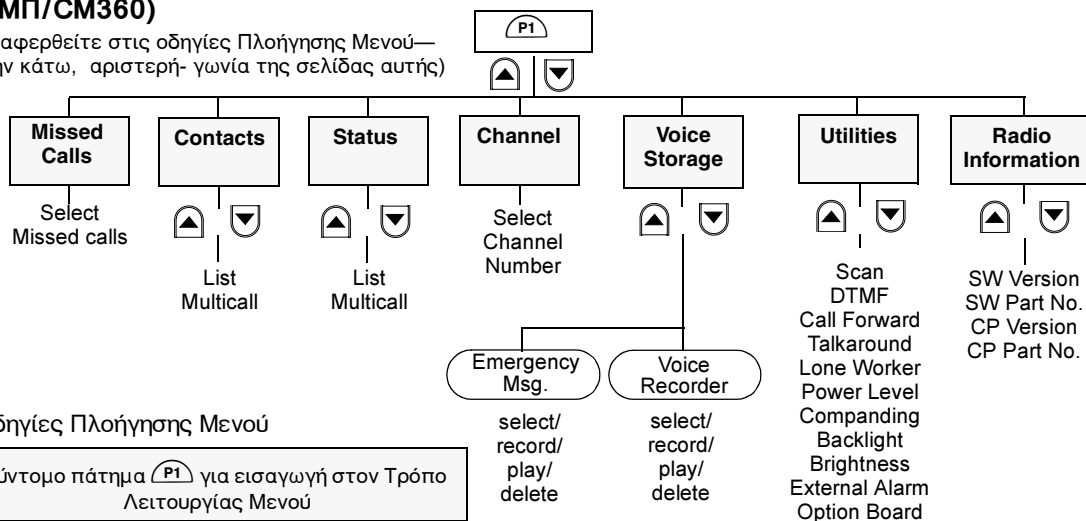 ΜΠ/CM360)
αφερθείτε στις οδηγίες Πλοήγησης Μενού—
ην κάτω, αριστερή- γωνία της σελίδας αυτής)
P1
Missed
Calls
Contacts
Status
Channel
Voice
Storage
Utilities
Radio
Information
Select
Missed calls
List
Multicall
List
Multicall
Select
Channel
Number
Emergency
Msg.
select/
record/
play/
delete
Voice
Recorder
select/
record/
play/
delete
Scan
DTMF
Call Forward
Talkaround
Lone Worker
Power Level
Companding
Backlight
Brightness
External Alarm
Option Board
SW Version
SW Part No.
CP Version
CP Part No.
δηγίες Πλοήγησης Μενού
ύντομο πάτημα P1 για εισαγωγή στον Τρόπο
Λειτουργίας Μενού